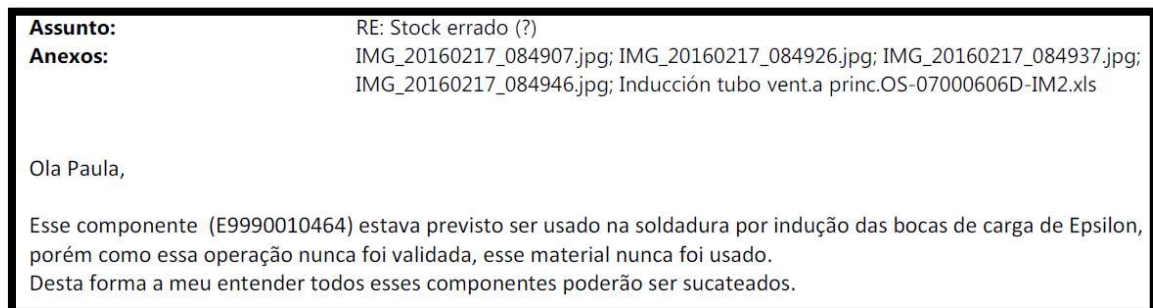 Assunto: RE: Stock errado (?)
Anexos: IMG_20160217_084907.jpg; IMG_20160217_084926.jpg; IMG_20160217_084937.jpg;
IMG_20160217_084946.jpg; Inducción tubo vent.a princ.OS-07000606D-IM2.xls
Ola Paula,
Esse componente (E9990010464) estava previsto ser usado na soldadura por indução das bocas de carga de Epsilon,
porém como essa operação nunca foi validada, esse material nunca foi usado.
Desta forma a meu entender todos esses componentes poderão ser sucateados.